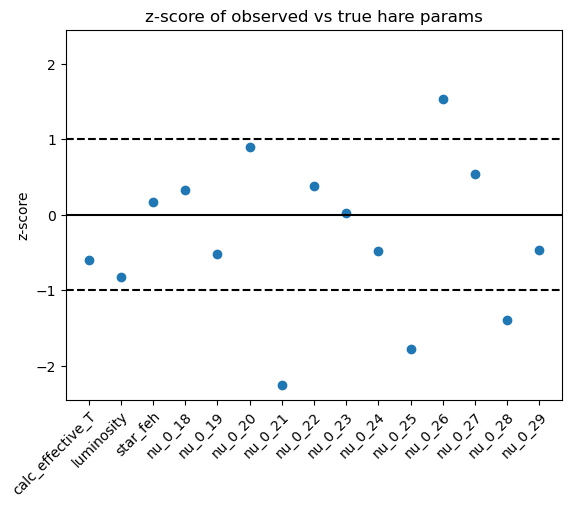 z-score of observed vs true hare params
z-score
2
1
0
−1
−2
calc_effective_T
luminosity
star_feh
nu_0_18
nu_0_19
nu_0_20
nu_0_21
nu_0_22
nu_0_23
nu_0_24
nu_0_25
nu_0_26
nu_0_27
nu_0_28
nu_0_29